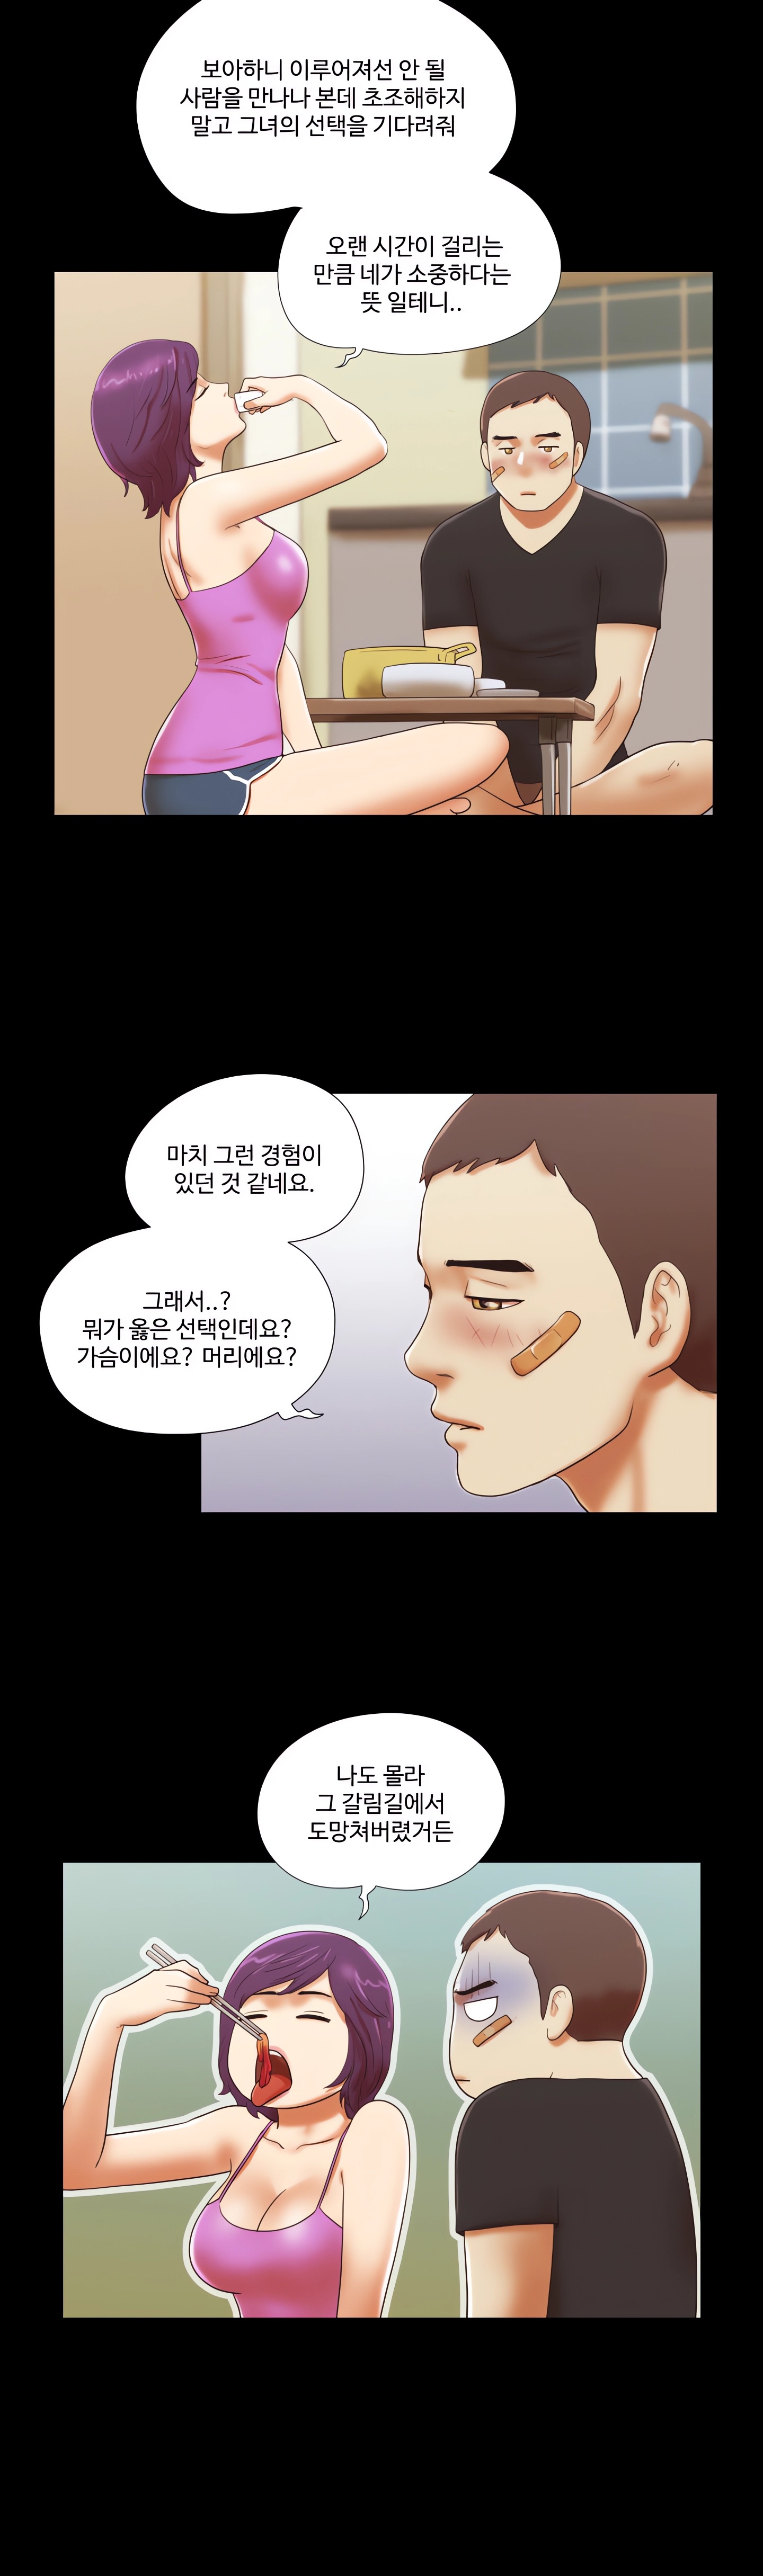 보아하니 이루어져선 안 될
사람을 만나나 본데 초조해하지
말고 그녀의 선택을 기다려줘
오랜 시간이 걸리는
만큼 네가 소중하다는
뜻 일테니..
마치 그런 경험이
있던 것 같네요.
그래서..?
뭐가 옳은 선택인데요?
가슴이에요? 머리에요?
나도 몰라
그 갈림길에서
도망쳐버렸거든